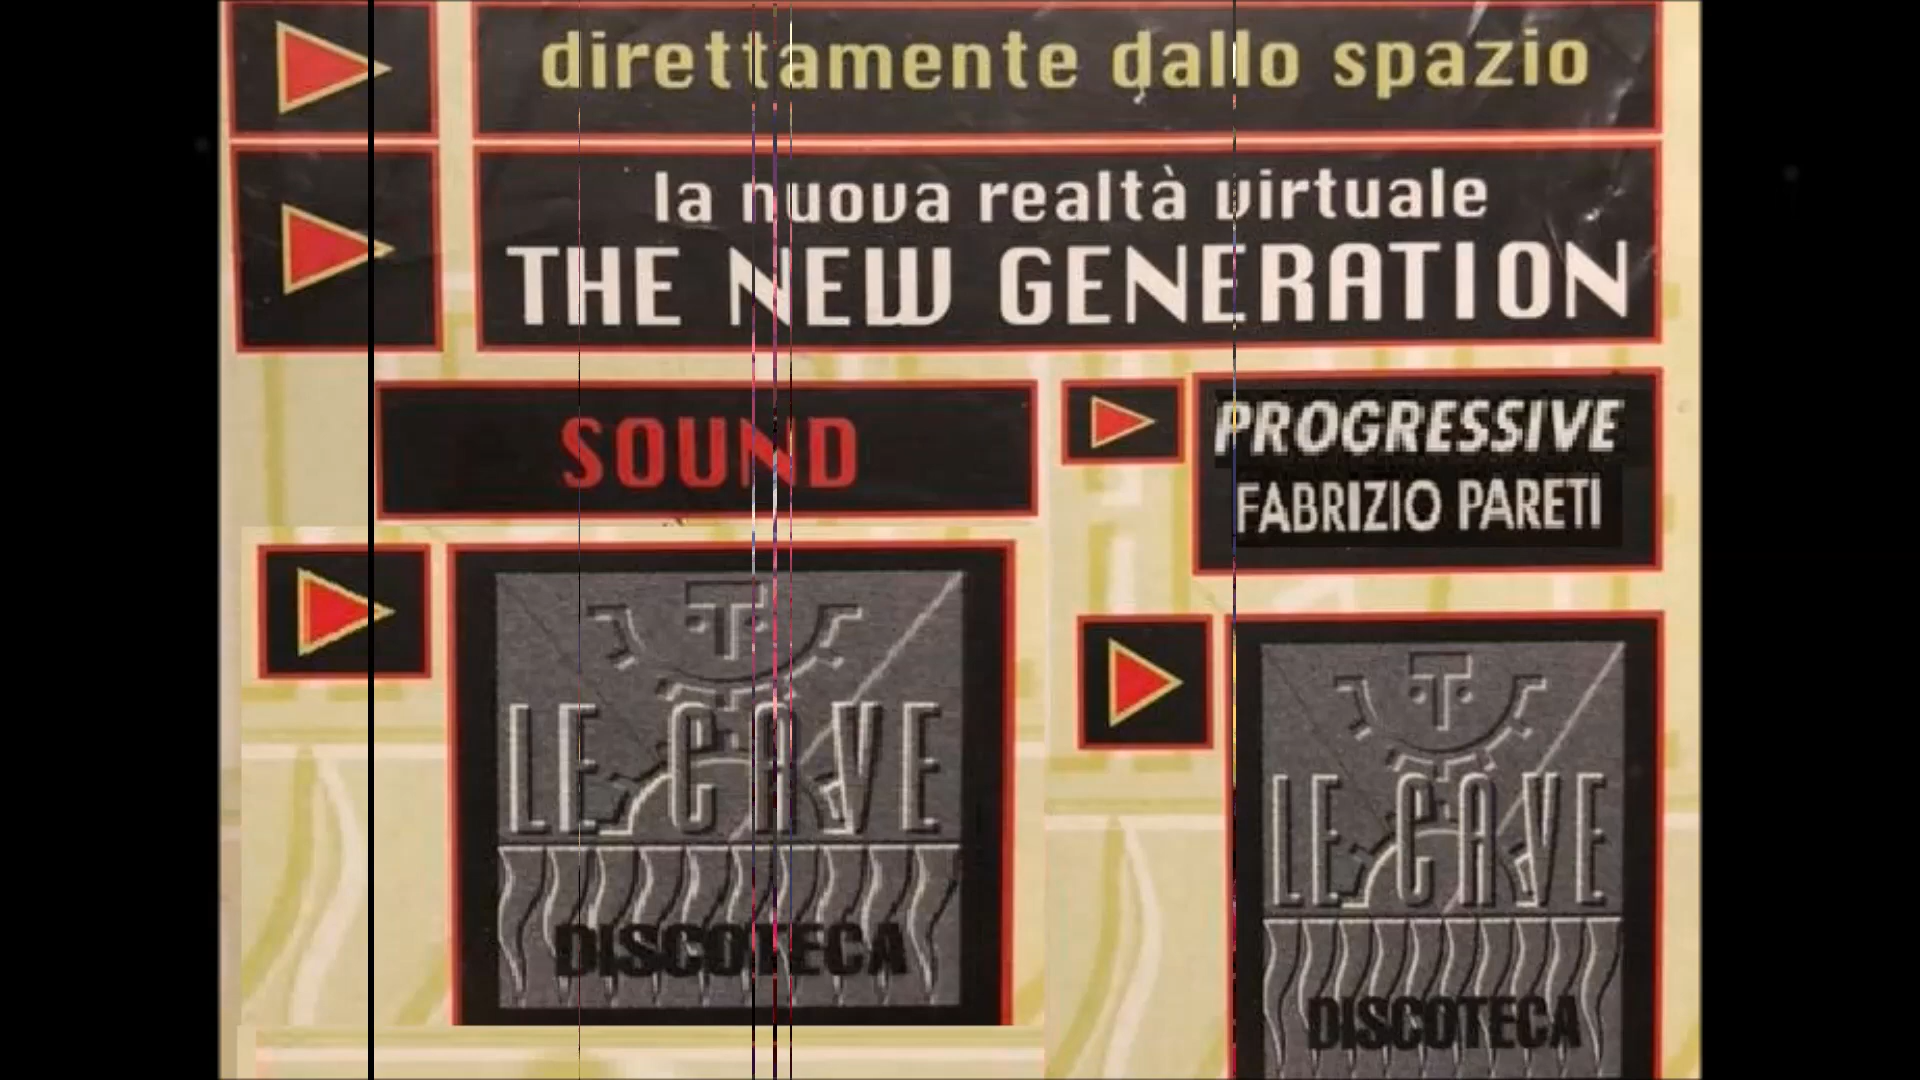 direttamente dallo spazio
la nuova realtà virtuale
THE NEW GENERATION
SOUND
PROGRESSIVE
FABRIZIO PARETI
LE CAVE
DISCOTECA
LE CAVE
DISCOTECA